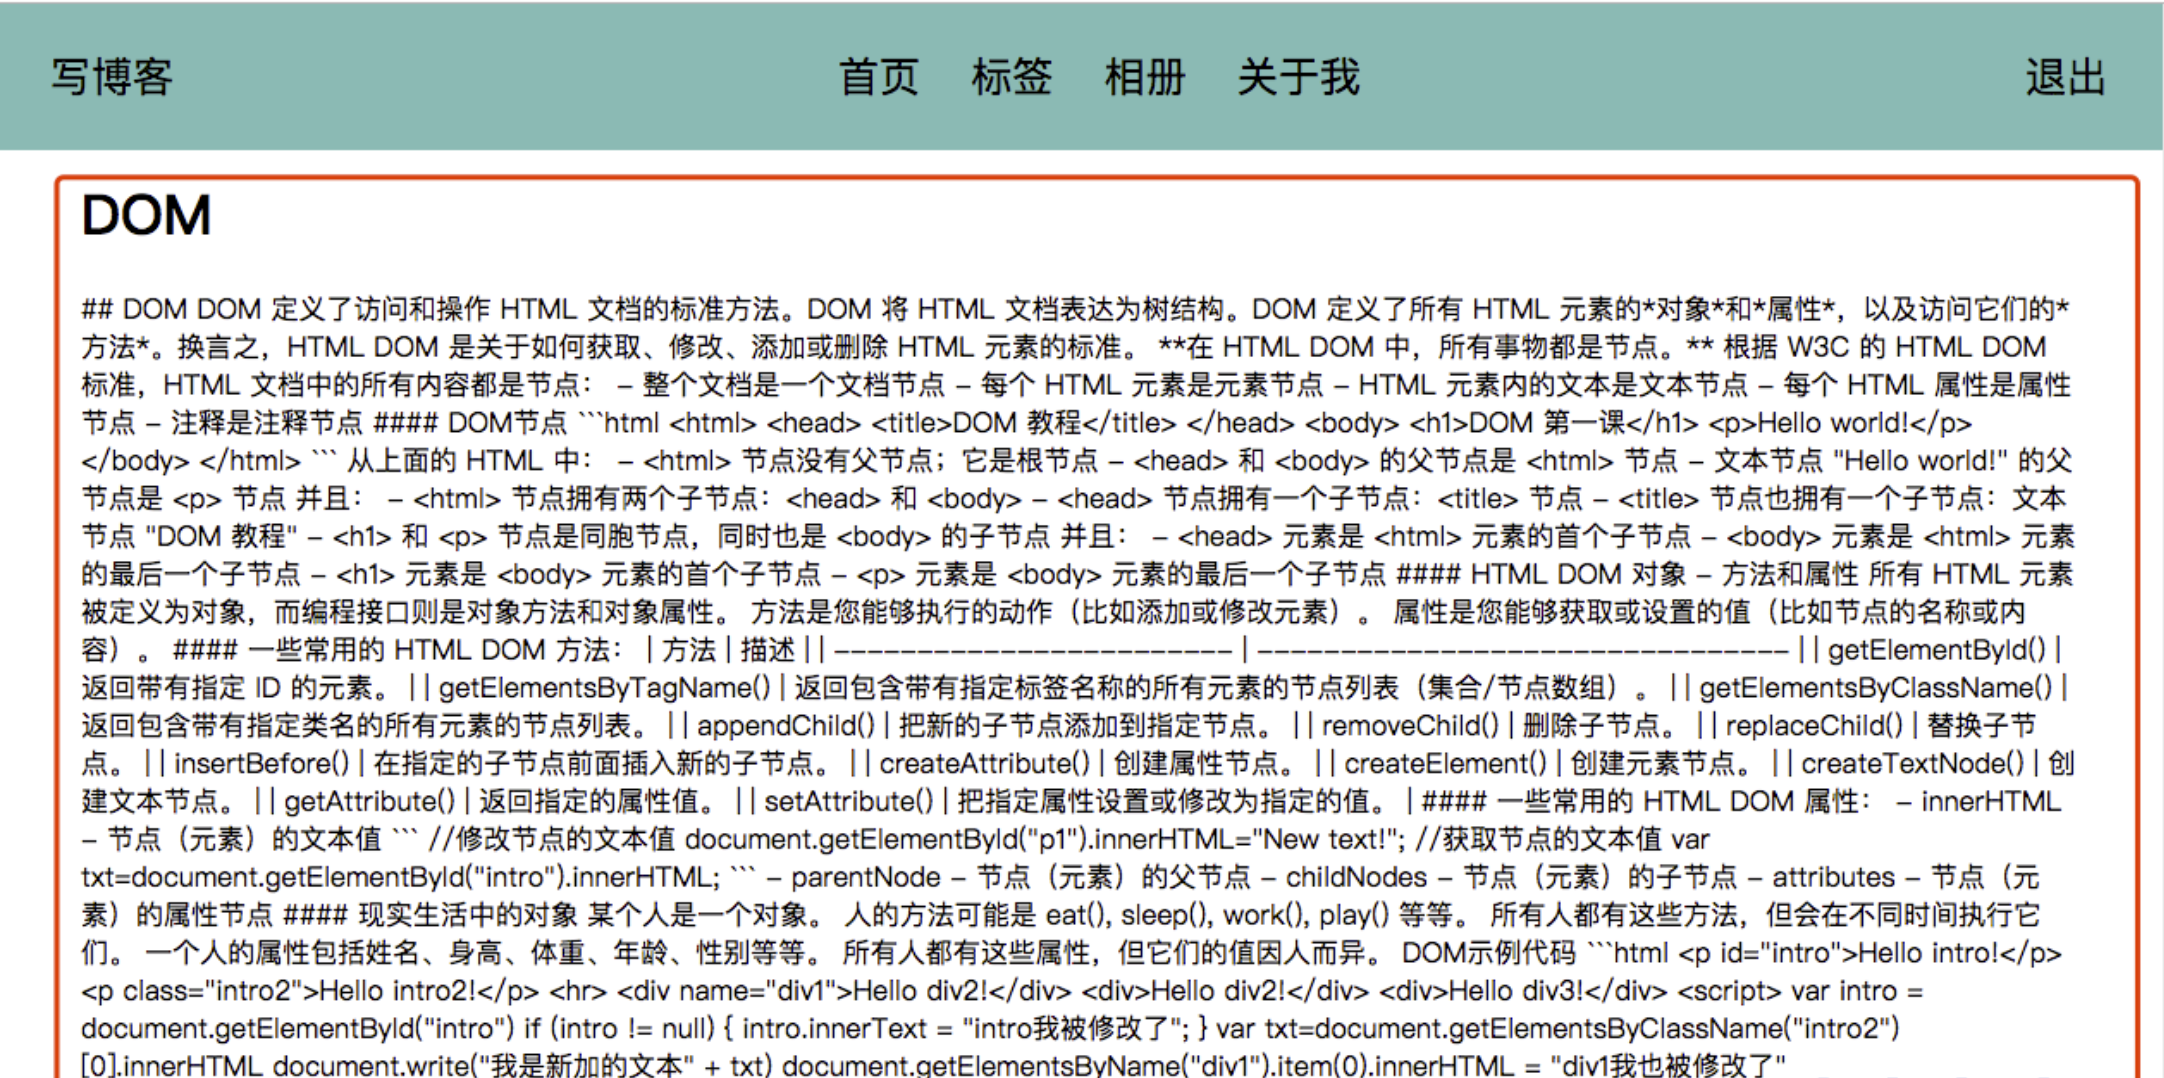 写博客 首页 标签 相册 关于我 退出
DOM
## DOM DOM 定义了访问和操作 HTML 文档的标准方法。DOM 将 HTML 文档表达为树结构。DOM 定义了所有 HTML 元素的*对象*和*属性*，以及访问它们的*
方法*。换言之，HTML DOM 是关于如何获取、修改、添加或删除 HTML 元素的标准。 **在 HTML DOM 中，所有事物都是节点。** 根据 W3C 的 HTML DOM
标准，HTML 文档中的所有内容都是节点： - 整个文档是一个文档节点 - 每个 HTML 元素是元素节点 - HTML 元素内的文本是文本节点 - 每个 HTML 属性是属性
节点 - 注释是注释节点 #### DOM节点 ```html <html> <head> <title>DOM 教程</title> </head> <body> <h1>DOM 第一课</h1> <p>Hello world!</p>
</body> </html> ``` 从上面的 HTML 中： - <html> 节点没有父节点；它是根节点 - <head> 和 <body> 的父节点是 <html> 节点 - 文本节点 "Hello world!" 的父
节点是 <p> 节点 并且： - <html> 节点拥有两个子节点：<head> 和 <body> - <head> 节点拥有一个子节点：<title> 节点 - <title> 节点也拥有一个子节点：文本
节点 "DOM 教程" - <h1> 和 <p> 节点是同胞节点，同时也是 <body> 的子节点 并且： - <head> 元素是 <html> 元素的首个子节点 - <body> 元素是 <html> 元素
的最后一个子节点 - <h1> 元素是 <body> 元素的首个子节点 - <p> 元素是 <body> 元素的最后一个子节点 #### HTML DOM 对象 - 方法和属性 所有 HTML 元素
被定义为对象，而编程接口则是对象方法和对象属性。 方法是您能够执行的动作（比如添加或修改元素）。 属性是您能够获取或设置的值（比如节点的名称或内
容）。 #### 一些常用的 HTML DOM 方法： | 方法 | 描述 | | ------------------------ | -------------------------------- | | getElementById() |
返回带有指定 ID 的元素。 | | getElementsByTagName() | 返回包含带有指定标签名称的所有元素的节点列表（集合/节点数组）。 | | getElementsByClassName() |
返回包含带有指定类名的所有元素的节点列表。 | | appendChild() | 把新的子节点添加到指定节点。 | | removeChild() | 删除子节点。 | | replaceChild() | 替换子节
点。 | | insertBefore() | 在指定的子节点前面插入新的子节点。 | | createAttribute() | 创建属性节点。 | | createElement() | 创建元素节点。 | | createTextNode() | 创
建文本节点。 | | getAttribute() | 返回指定的属性值。 | | setAttribute() | 把指定属性设置或修改为指定的值。 | #### 一些常用的 HTML DOM 属性： - innerHTML
- 节点（元素）的文本值 ``` //修改节点的文本值 document.getElementById("p1").innerHTML="New text!"; //获取节点的文本值 var
txt=document.getElementById("intro").innerHTML; ``` - parentNode - 节点（元素）的父节点 - childNodes - 节点（元素）的子节点 - attributes - 节点（元
素）的属性节点 #### 现实生活中的对象 某个人是一个对象。 人的方法可能是 eat(), sleep(), work(), play() 等等。 所有人都有这些方法，但会在不同时间执行它
们。 一个人的属性包括姓名、身高、体重、年龄、性别等等。 所有人都有这些属性，但它们的值因人而异。 DOM示例代码 ```html <p id="intro">Hello intro!</p>
<p class="intro2">Hello intro2!</p> <hr> <div name="div1">Hello div2!</div> <div>Hello div2!</div> <div>Hello div3!</div> <script> var intro =
document.getElementById("intro") if (intro != null) { intro.innerText = "intro我被修改了"; } var txt=document.getElementsByClassName("intro2")
[0].innerHTML document.write("我是新加的文本" + txt) document.getElementsByName("div1").item(0).innerHTML = "div1我也被修改了"